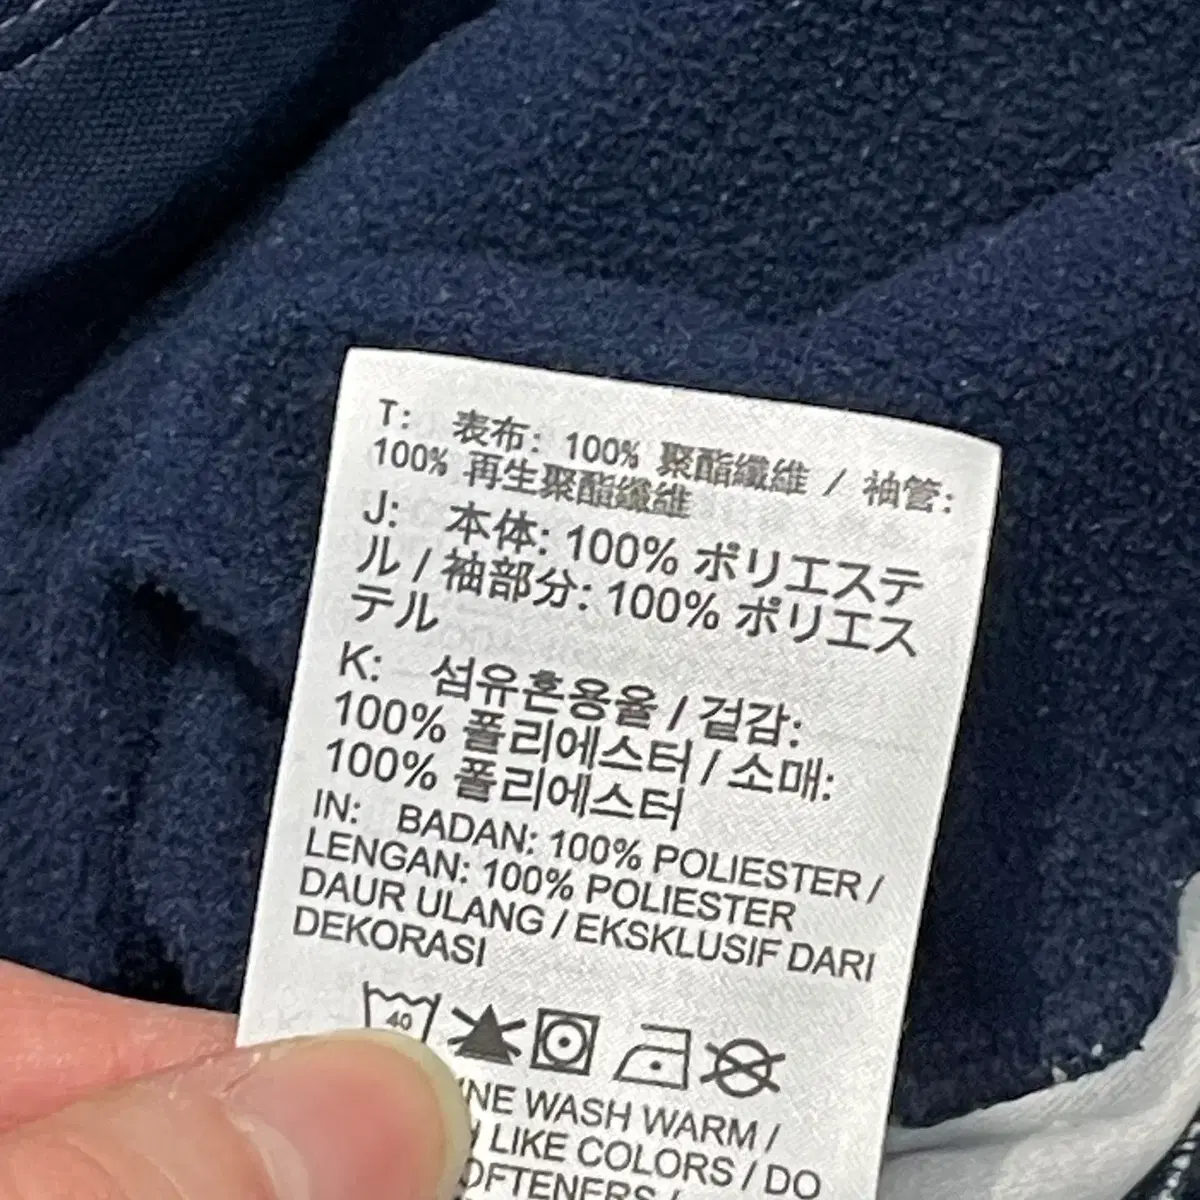 T: 表布: 100% 聚酯纖維 / 袖管:
100% 再生聚酯纖維
J: 本体: 100% ポリエステ
ル / 袖部分: 100% ポリエス
テル
K: 섬유혼용율 / 겉감:
100% 폴리에스터 / 소매:
100% 폴리에스터
IN: BADAN: 100% POLIESTER /
LENGAN: 100% POLIESTER
DAUR ULANG / EKSKLUSIF DARI
DEKORASI
40
WASH WARM /
LIKE COLORS / DO